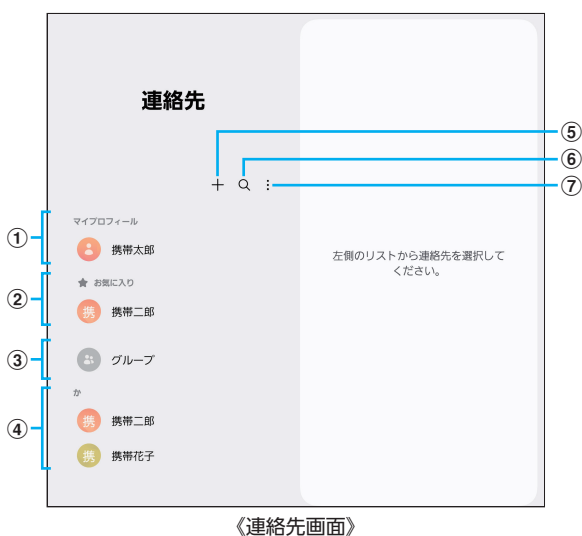 連絡先
⑤
⑥
⑦
マイプロフィール
① 携帯太郎
左側のリストから連絡先を選択して
ください。
お気に入り
② 携 携帯二郎
③ グループ
か
携 携帯二郎
④
携 携帯花子
《連絡先画面》